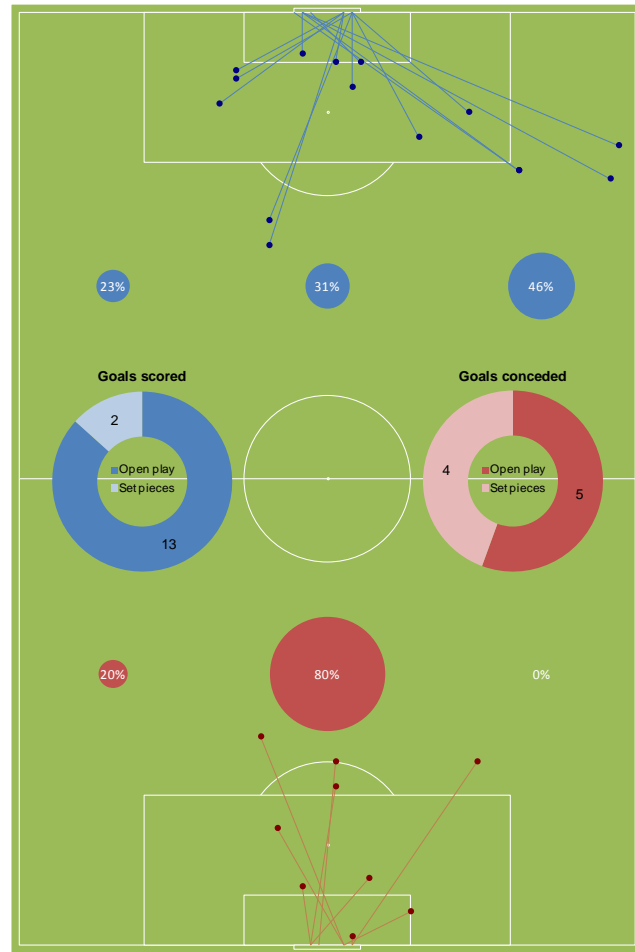 23%
31%
46%
Goals scored
Goals conceded
2
Open play
Set pieces
13
4
Open play
Set pieces
5
20%
80%
0%